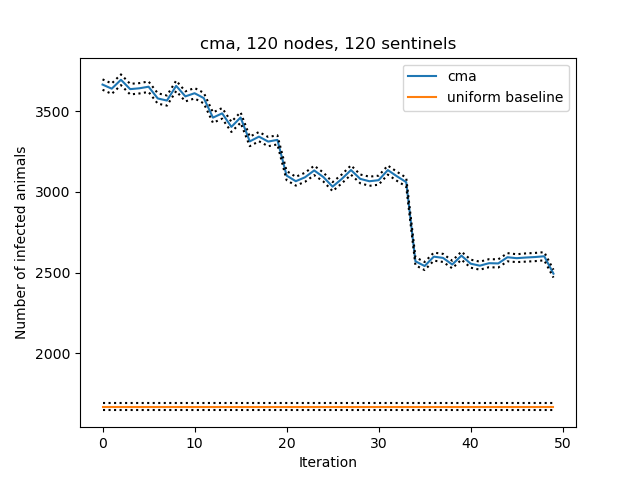 cma, 120 nodes, 120 sentinels
cma
uniform baseline
3500
3000
2500
2000
Number of infected animals
0 10 20 30 40 50
Iteration